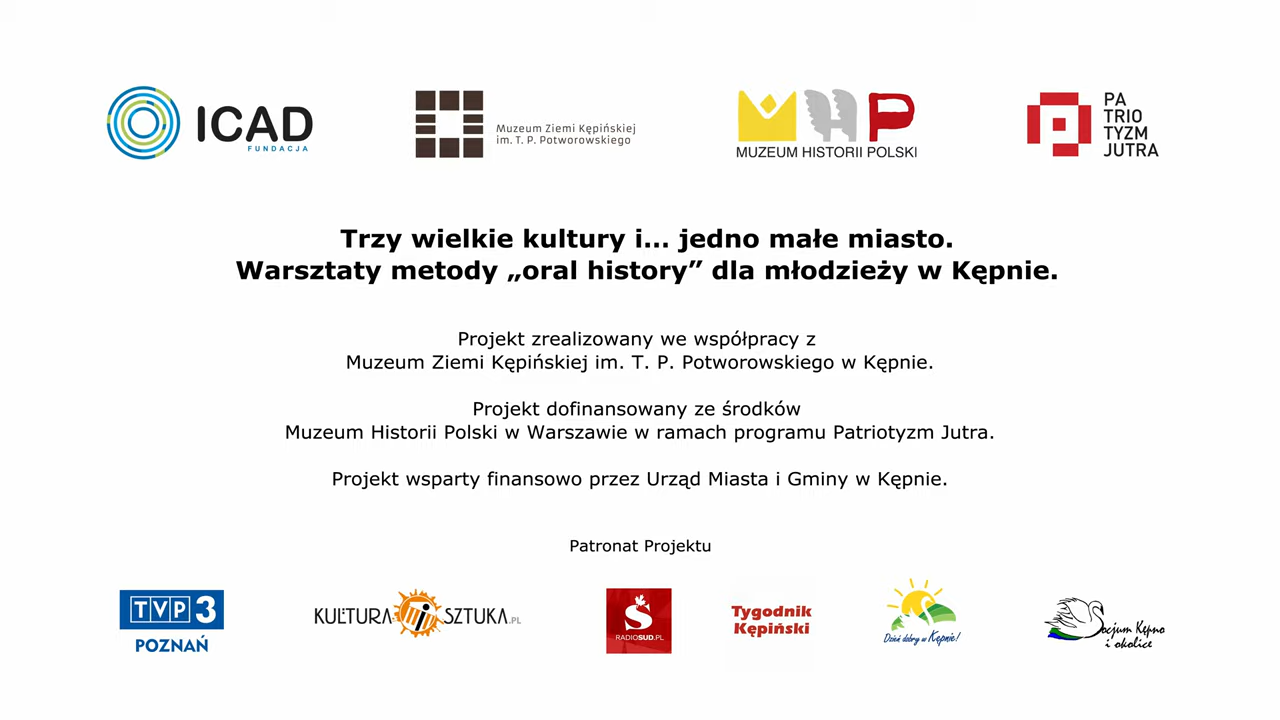 ICAD
FUNDACJA
Muzeum Ziemi Kępińskiej
im. T. P. Potworowskiego
MHP
MUZEUM HISTORII POLSKI
PA
TRIO
TYZM
JUTRA
Trzy wielkie kultury i... jedno małe miasto.
Warsztaty metody „oral history” dla młodzieży w Kępnie.
Projekt zrealizowany we współpracy z
Muzeum Ziemi Kępińskiej im. T. P. Potworowskiego w Kępnie.
Projekt dofinansowany ze środków
Muzeum Historii Polski w Warszawie w ramach programu Patriotyzm Jutra.
Projekt wsparty finansowo przez Urząd Miasta i Gminy w Kępnie.
Patronat Projektu
TVP3
POZNAŃ
KULTURA i SZTUKA.PL
S
RADIOSUD.PL
Tygodnik
Kępiński
Dzień dobry w Kępnie!
Socjum Kępno
i okolice